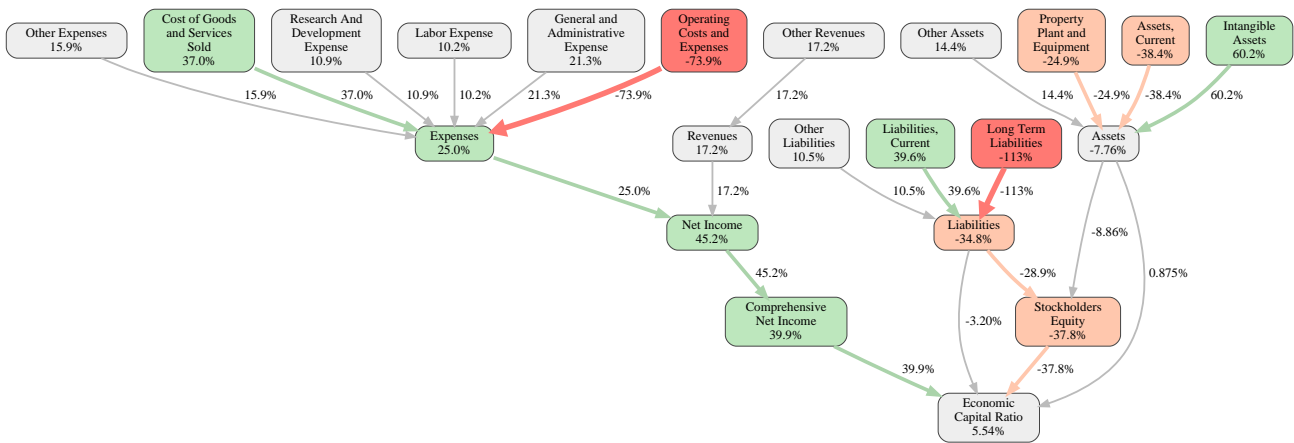 Other Expenses
15.9%
Cost of Goods
and Services
Sold
37.0%
Research And
Development
Expense
10.9%
Labor Expense
10.2%
General and
Administrative
Expense
21.3%
Operating
Costs and
Expenses
-73.9%
Other Revenues
17.2%
Other Assets
14.4%
Property
Plant and
Equipment
-24.9%
Assets,
Current
-38.4%
Intangible
Assets
60.2%
15.9%
37.0%
10.9%
10.2%
21.3%
-73.9%
17.2%
14.4%
-24.9%
-38.4%
60.2%
Expenses
25.0%
Revenues
17.2%
Other
Liabilities
10.5%
Liabilities,
Current
39.6%
Long Term
Liabilities
-113%
Assets
-7.76%
25.0%
17.2%
10.5%
39.6%
-113%
Net Income
45.2%
Liabilities
-34.8%
-8.86%
0.875%
45.2%
-28.9%
Comprehensive
Net Income
39.9%
-3.20%
Stockholders
Equity
-37.8%
39.9%
-37.8%
Economic
Capital Ratio
5.54%